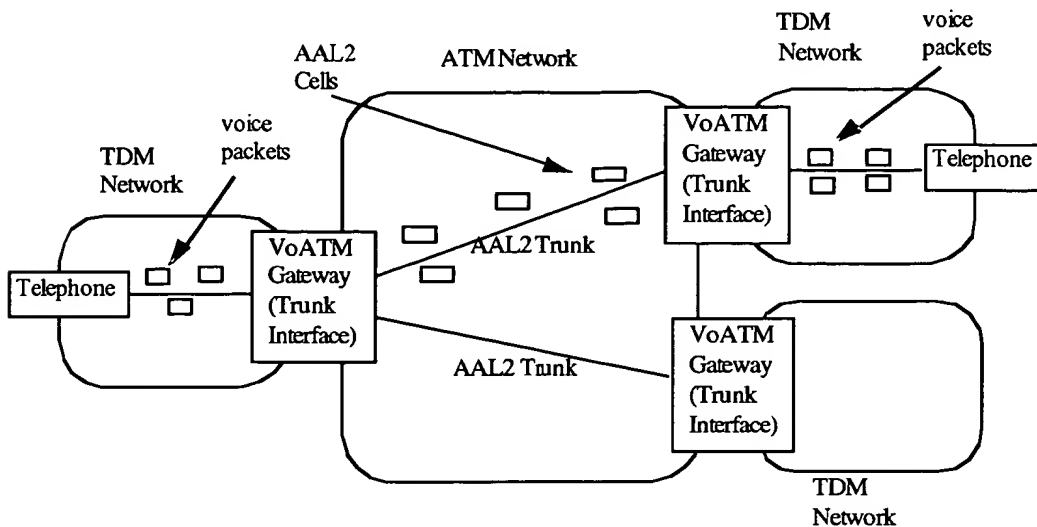 TDM
Network
voice
packets
AAL2
Cells
ATM Network
VoATM
Gateway
(Trunk
Interface)
Telephone
voice
packets
TDM
Network
AAL2 Trunk
VoATM
Gateway
(Trunk
Interface)
Telephone
VoATM
Gateway
(Trunk
Interface)
AAL2 Trunk
TDM
Network